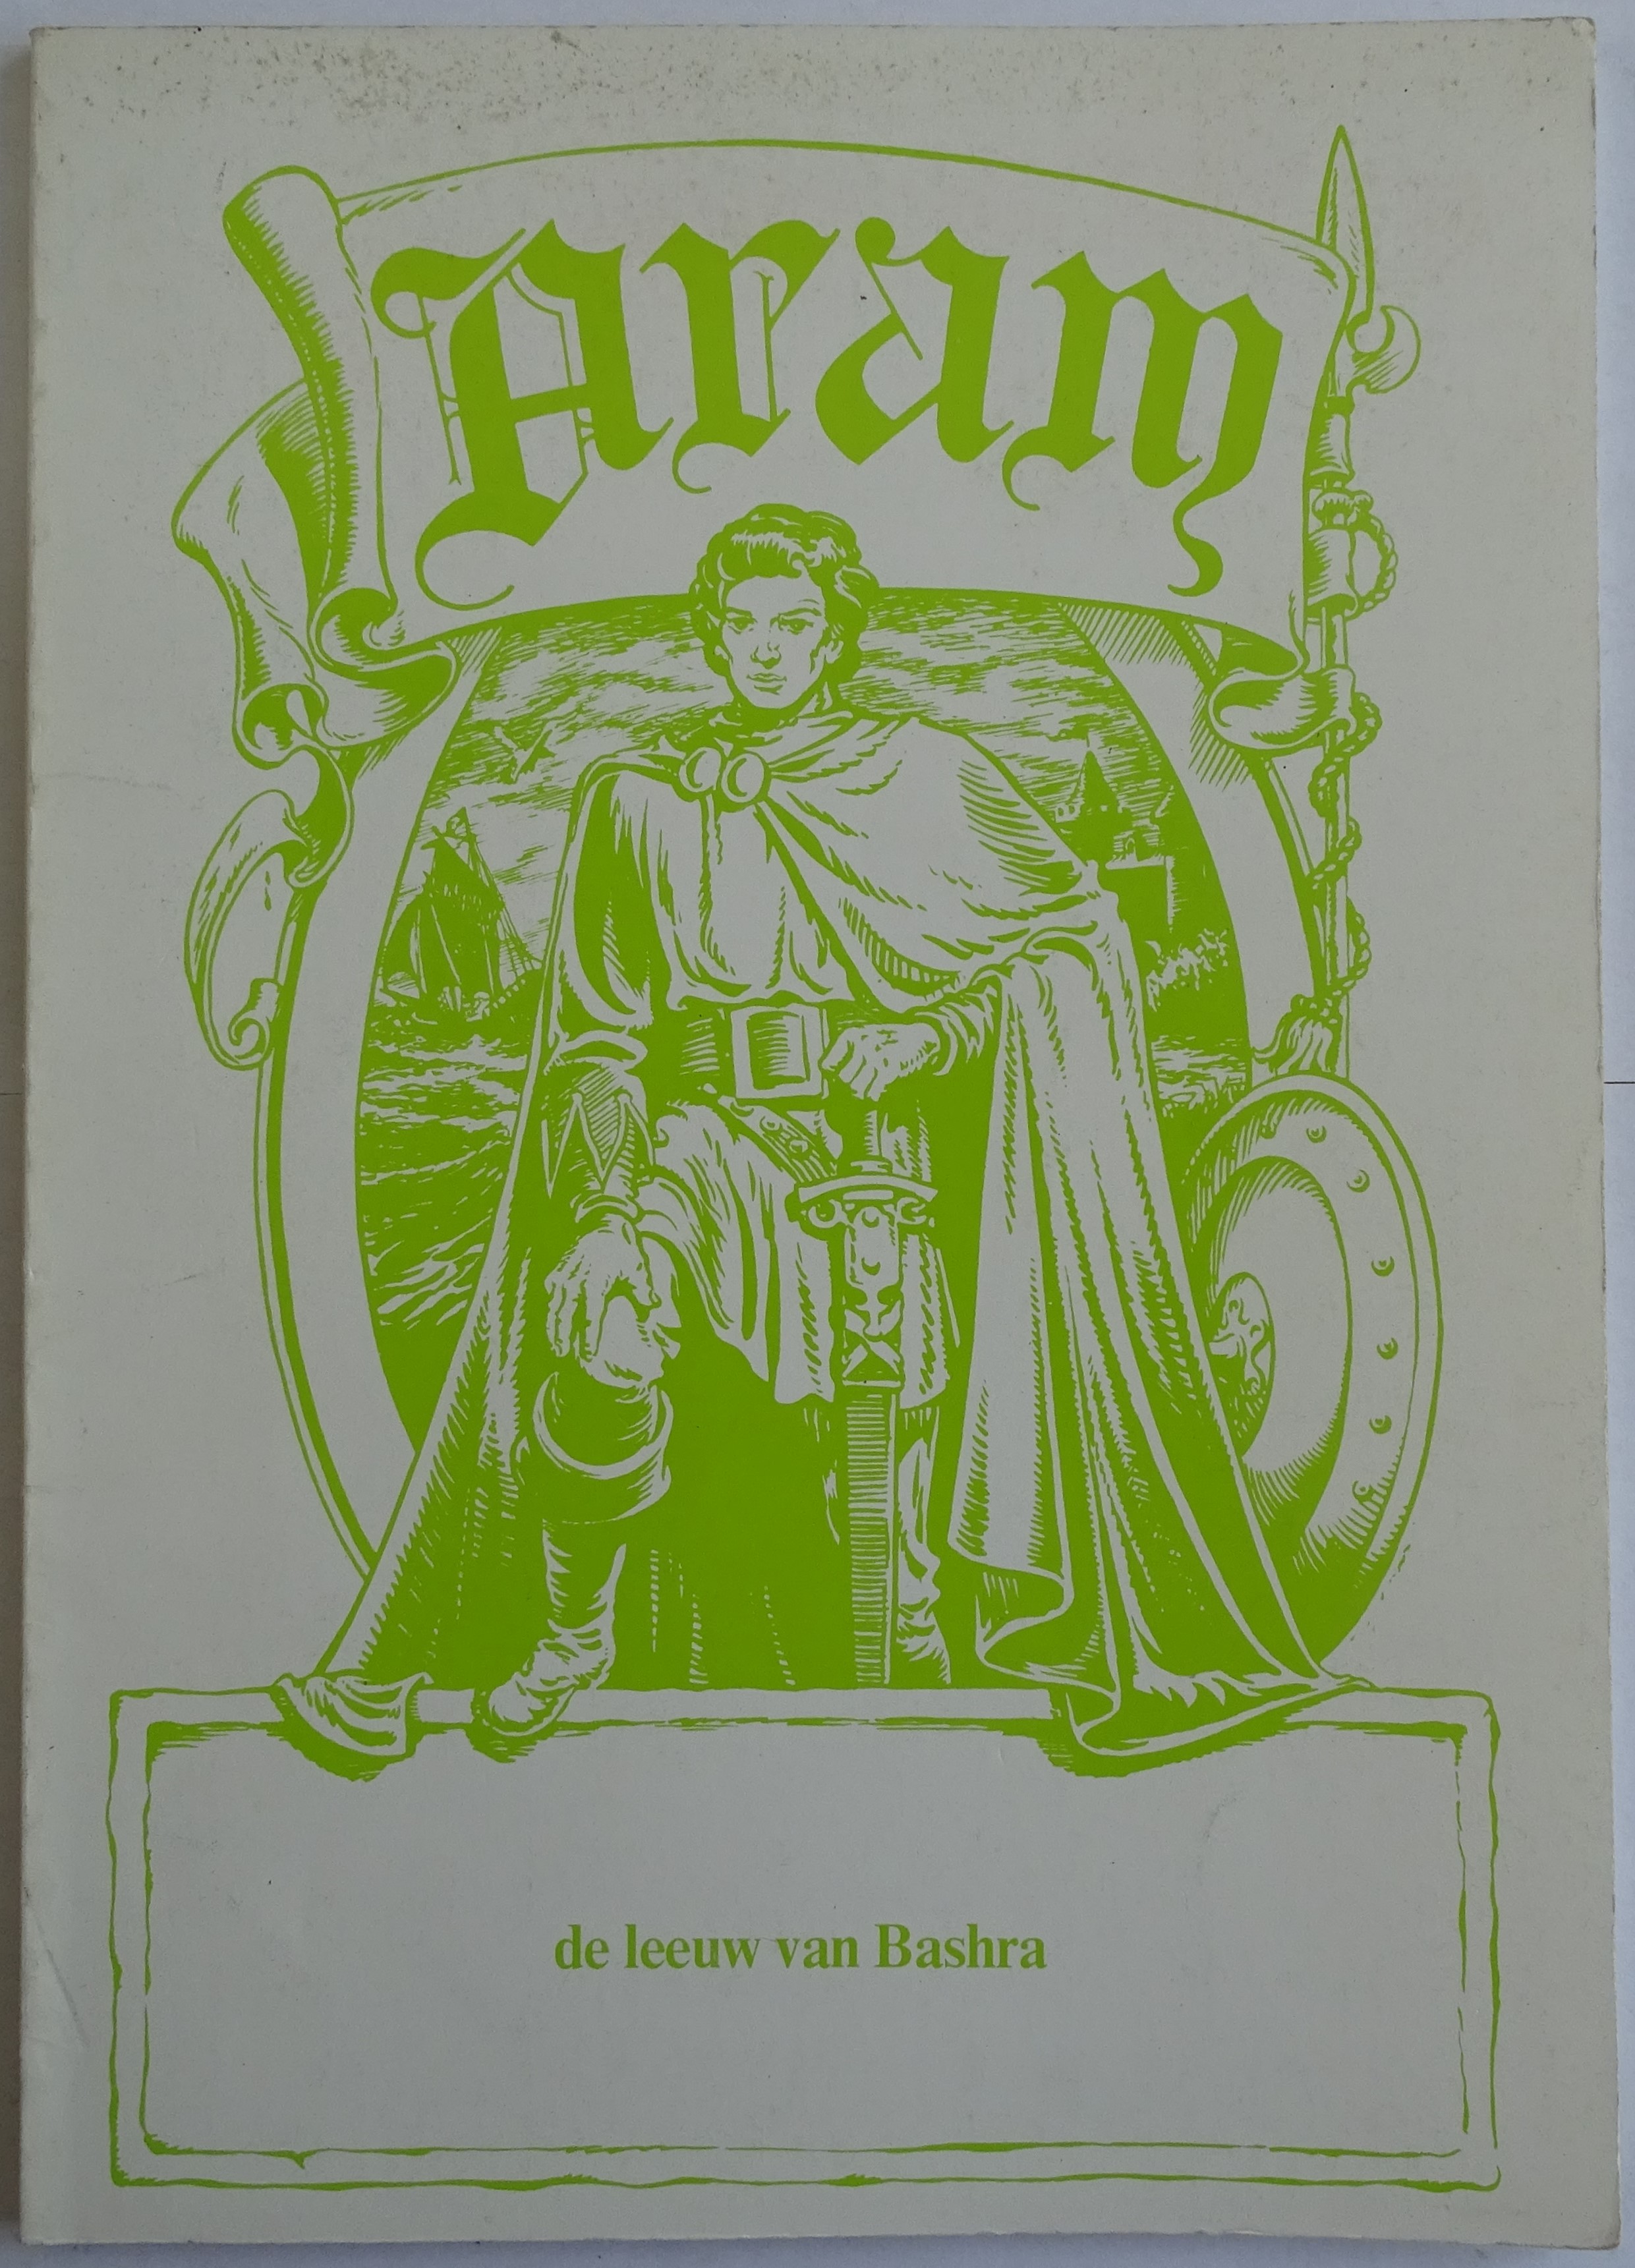 Aram
de leeuw van Bashra